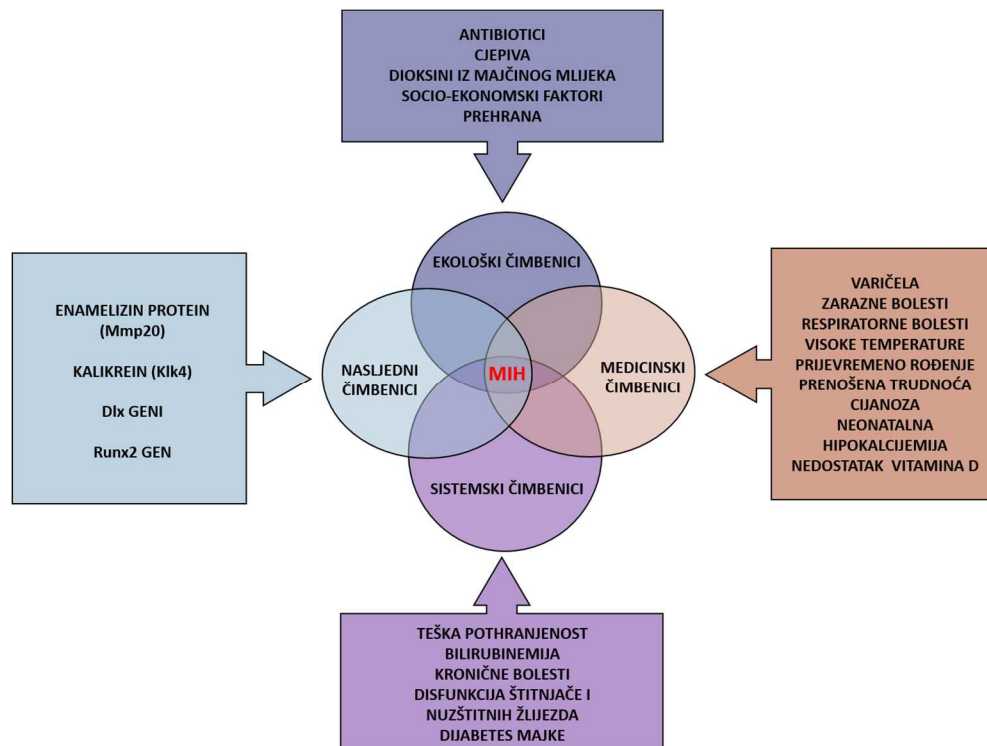 ANTIBIOTICI
CJEPIVA
DIOKSINI IZ MAJČINOG MLIJEKA
SOCIO-EKONOMSKI FAKTORI
PREHRANA
EKOLOŠKI ČIMBENICI
ENAMELIZIN PROTEIN
(Mmp20)
KALIKREIN (Klk4)
Dlx GENI
Runx2 GEN
NASLJEDNI
ČIMBENICI
MIH
MEDICINSKI
ČIMBENICI
VARIČELA
ZARAZNE BOLESTI
RESPIRATORNE BOLESTI
VISOKE TEMPERATURE
PRIJEVREMENO ROĐENJE
PRENOŠENA TRUDNOĆA
CIJANOZA
NEONATALNA
HIPOKALCIJEMIJA
NEDOSTATAK VITAMINA D
SISTEMSKI ČIMBENICI
TEŠKA POTHRANJENOST
BILIRUBINEMIJA
KRONIČNE BOLESTI
DISFUNKCIJA ŠTITNJAČE I
NUZŠTITNIH ŽLIJEZDA
DIJABETES MAJKE